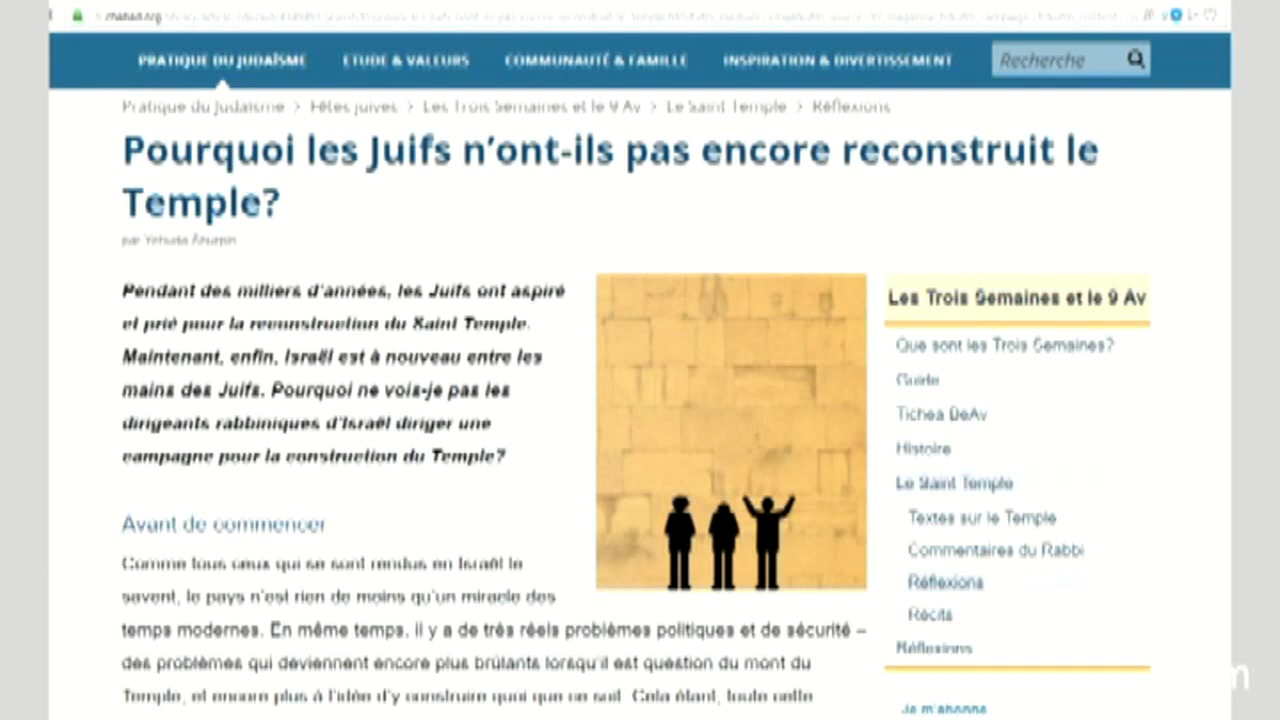 chabad.org
PRATIQUE DU JUDAÏSME ETUDE & VALEURS COMMUNAUTÉ & FAMILLE INSPIRATION & DIVERTISSEMENT Recherche
Pratique du Judaïsme > Fêtes juives > Les Trois Semaines et le 9 Av > Le Saint Temple > Réflexions
Pourquoi les Juifs n'ont-ils pas encore reconstruit le
Temple?
par Yehuda
Pendant des milliers d'années, les Juifs ont aspiré
et prié pour la reconstruction du Saint Temple.
Maintenant, enfin, Israël est à nouveau entre les
mains des Juifs. Pourquoi ne vois-je pas les
dirigeants rabbiniques d'Israël diriger une
campagne pour la construction du Temple?
Avant de commencer
Comme tous ceux qui se sont rendus en Israël le
savent, le pays n'est rien de moins qu'un miracle des
temps modernes. En même temps, il y a de très réels problèmes politiques et de sécurité –
des problèmes qui deviennent encore plus brûlants lorsqu'il est question du mont du
Temple, et encore plus à l'idée d'y construire quoi que ce soit. Cela étant, toute cette
Les Trois Semaines et le 9 Av
Que sont les Trois Semaines?
Guide
Tichea BeAv
Histoire
Le Saint Temple
Textes sur le Temple
Commentaires du Rabbi
Réflexions
Récits
Réflexions
Je m'abonne